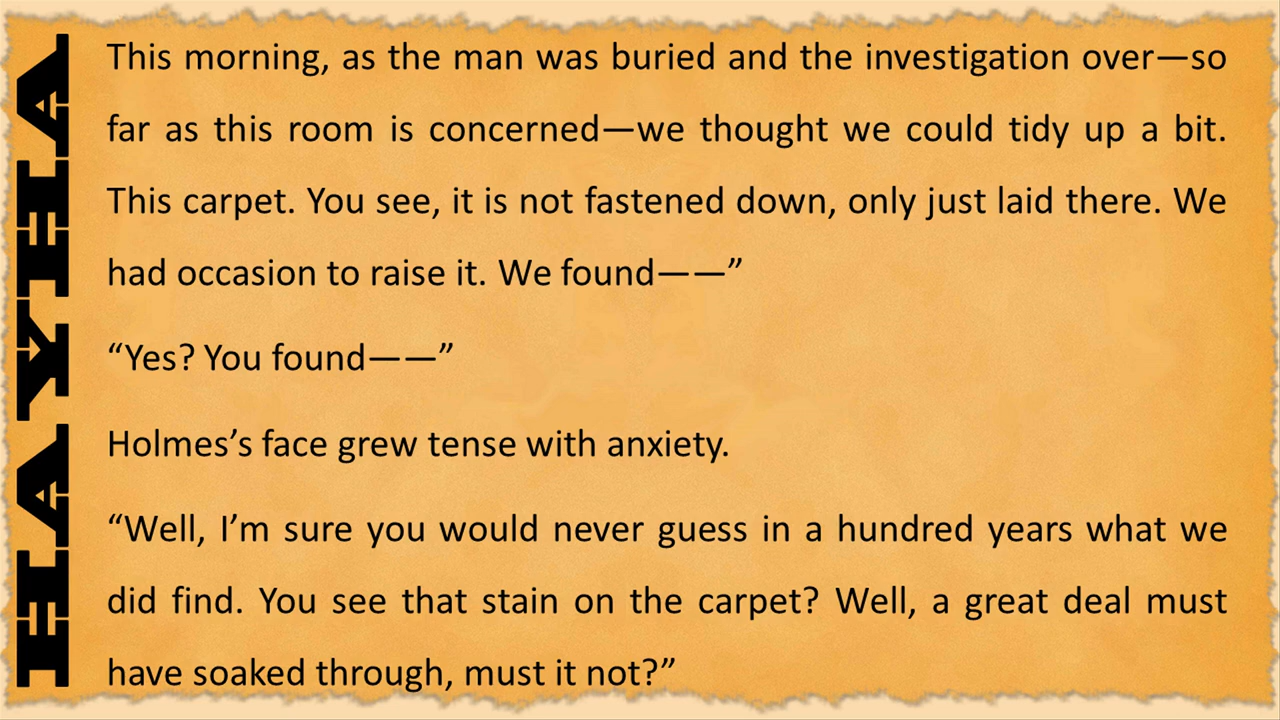 HAYHA
This morning, as the man was buried and the investigation over—so
far as this room is concerned—we thought we could tidy up a bit.
This carpet. You see, it is not fastened down, only just laid there. We
had occasion to raise it. We found——”
“Yes? You found——”
Holmes’s face grew tense with anxiety.
“Well, I’m sure you would never guess in a hundred years what we
did find. You see that stain on the carpet? Well, a great deal must
have soaked through, must it not?”